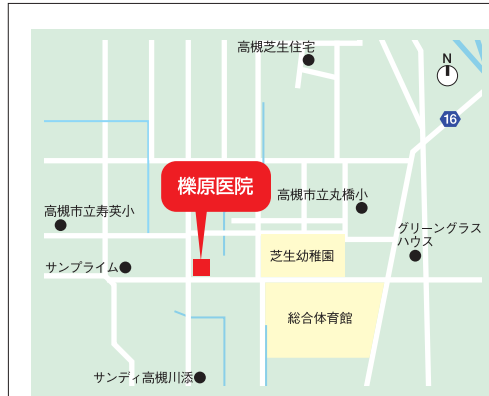 高槻芝生住宅
N
16
櫟原医院
高槻市立丸橋小
高槻市立寿英小
グリーングラス
ハウス
芝生幼稚園
サンプライム
総合体育館
サンディ高槻川添